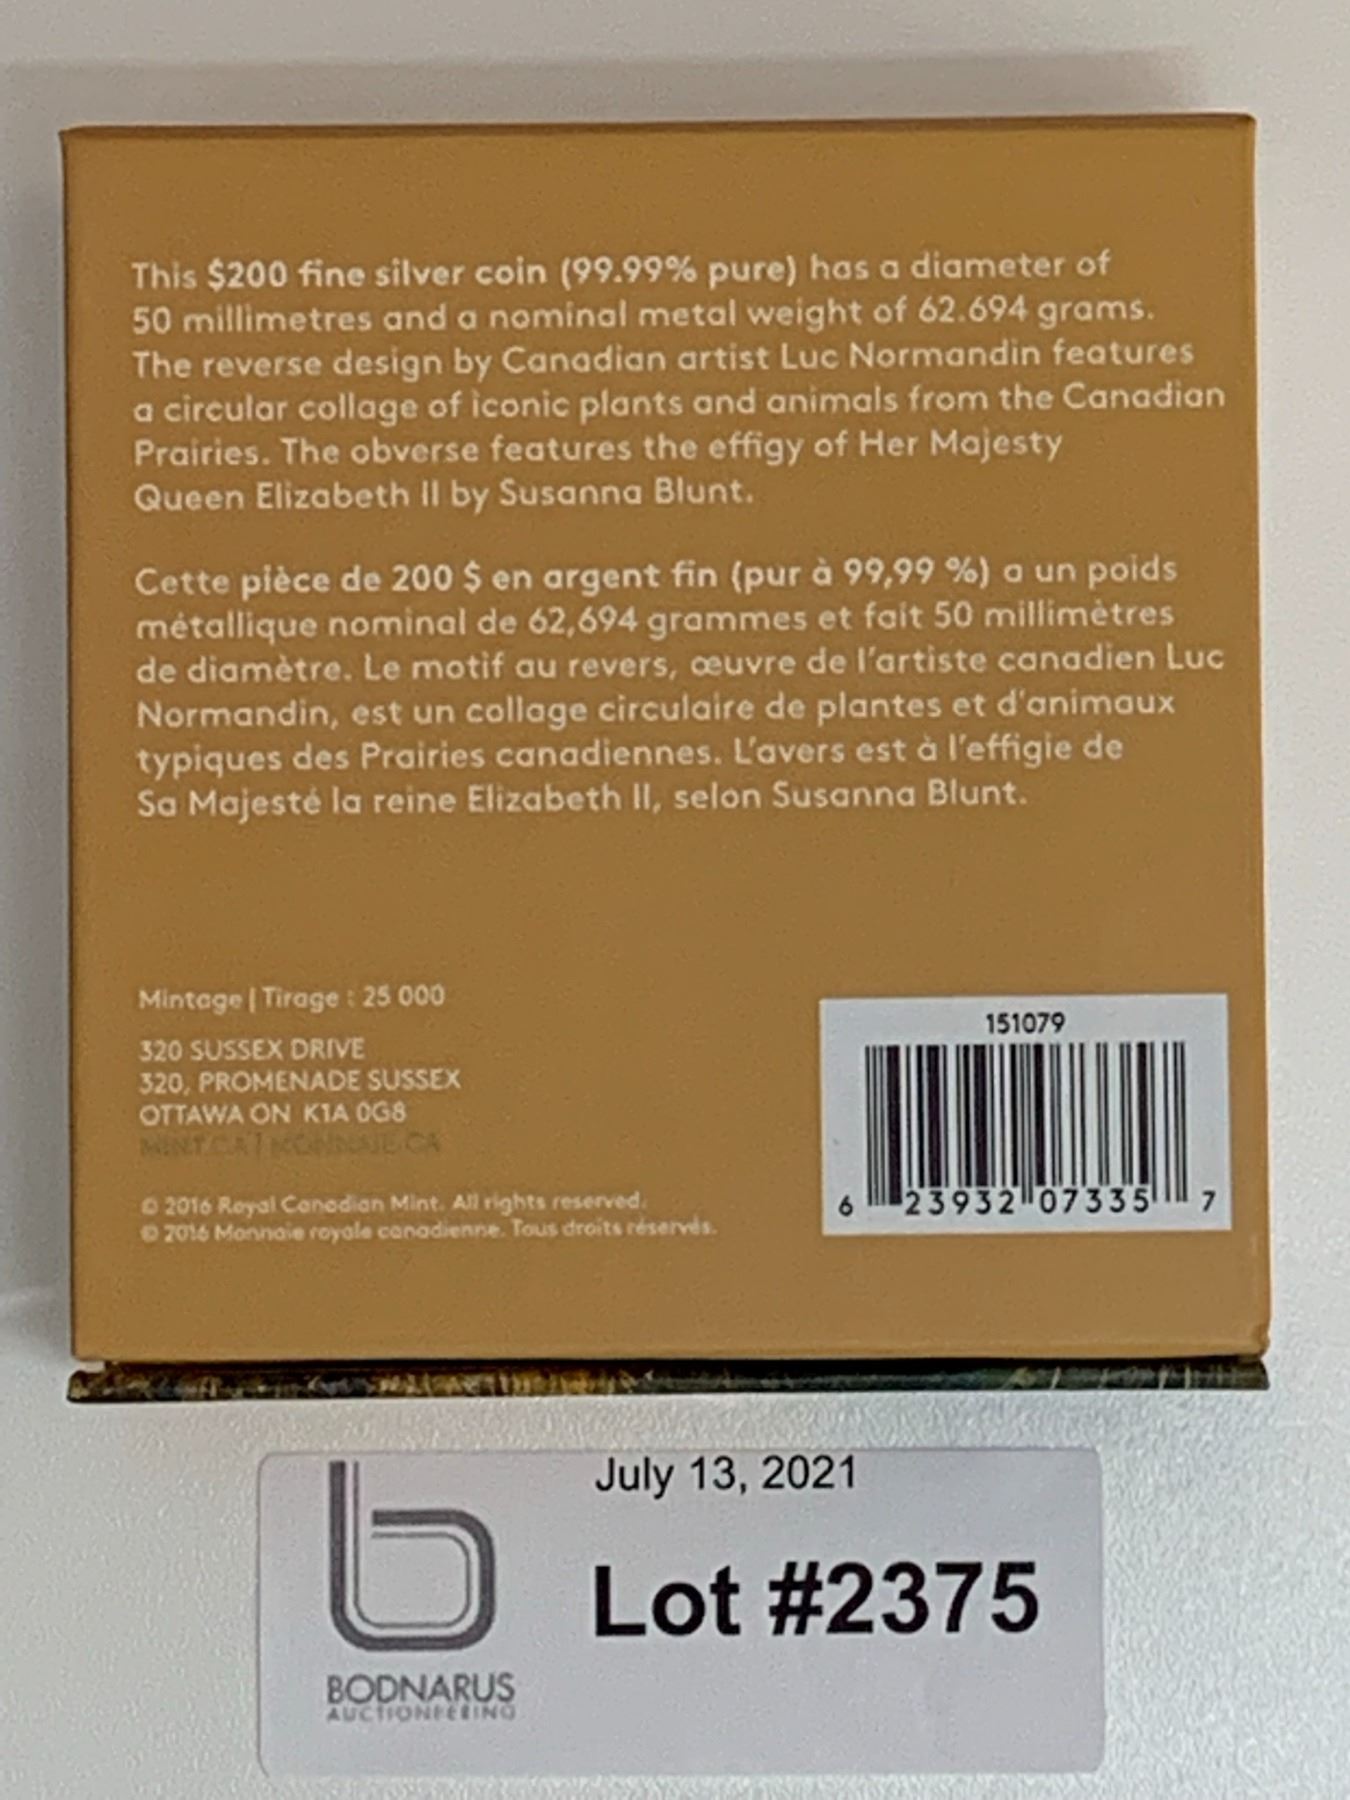 This $200 fine silver coin (99.99% pure) has a diameter of
50 millimetres and a nominal metal weight of 62.694 grams.
The reverse design by Canadian artist Luc Normandin features
a circular collage of iconic plants and animals from the Canadian
Prairies. The obverse features the effigy of Her Majesty
Queen Elizabeth II by Susanna Blunt.
Cette pièce de 200 $ en argent fin (pur à 99,99 %) a un poids
métallique nominal de 62,694 grammes et fait 50 millimètres
de diamètre. Le motif au revers, œuvre de l'artiste canadien Luc
Normandin, est un collage circulaire de plantes et d'animaux
typiques des Prairies canadiennes. L'avers est à l'effigie de
Sa Majesté la reine Elizabeth II, selon Susanna Blunt.
Mintage | Tirage : 25 000
320 SUSSEX DRIVE
320, PROMENADE SUSSEX
OTTAWA ON K1A 0G8
MINT.CA | MONNAIE.CA
© 2016 Royal Canadian Mint. All rights reserved.
© 2016 Monnaie royale canadienne. Tous droits réservés.
151079
6 23932 07335 7
July 13, 2021
Lot #2375
BODNARUS
AUCTIONEERING